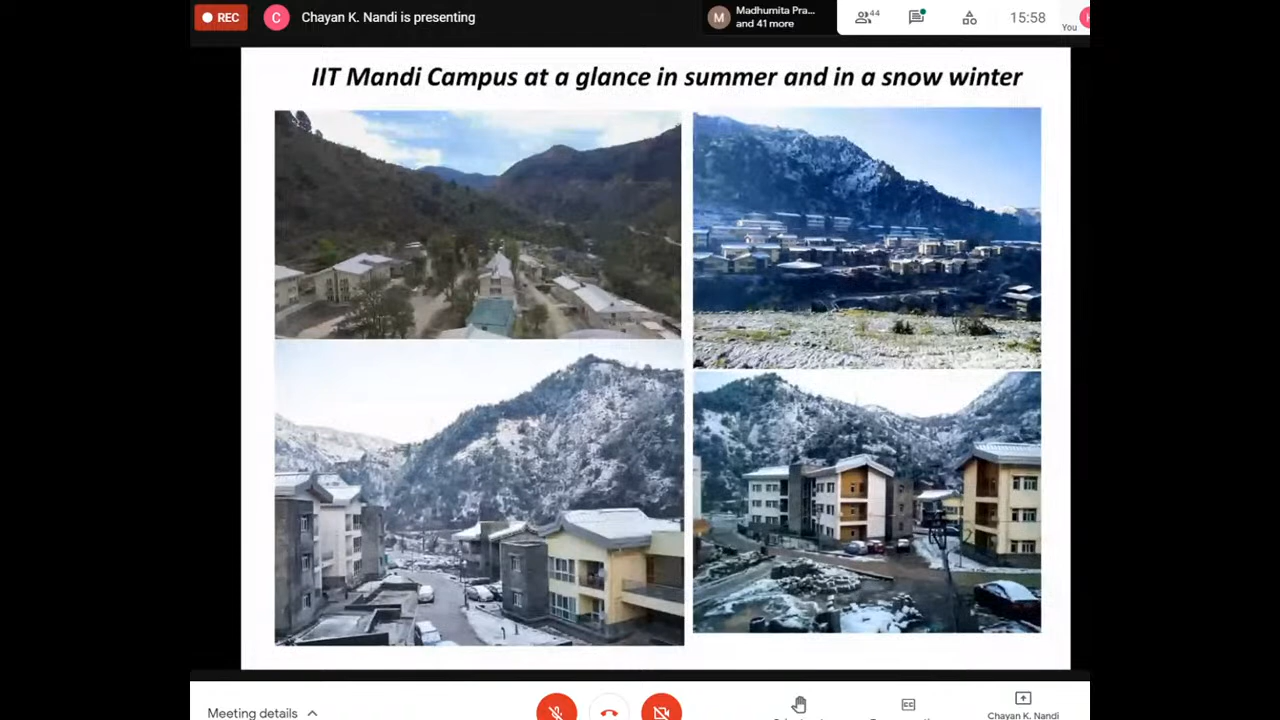 REC
C
Chayan K. Nandi is presenting
M
Madhumita Pra...
and 41 more
44
15:58
You
IIT Mandi Campus at a glance in summer and in a snow winter
Meeting details
Chayan K. Nandi